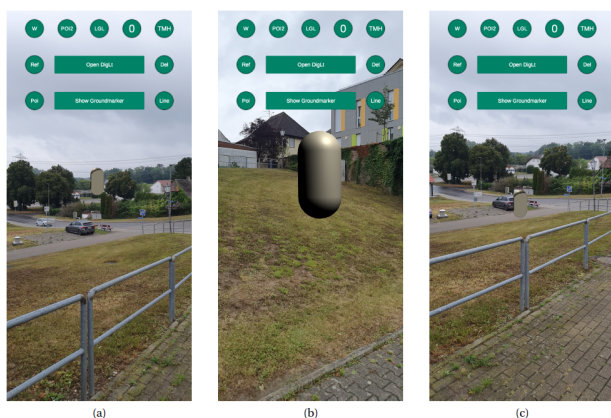 W POI2 LGL 0 TMH
Ref Open DigLt Del
Poi Show Groundmarker Line
W POI2 LGL 0 TMH
Ref Open DigLt Del
Poi Show Groundmarker Line
W POI2 LGL 0 TMH
Ref Open DigLt Del
Poi Show Groundmarker Line
(a) (b) (c)